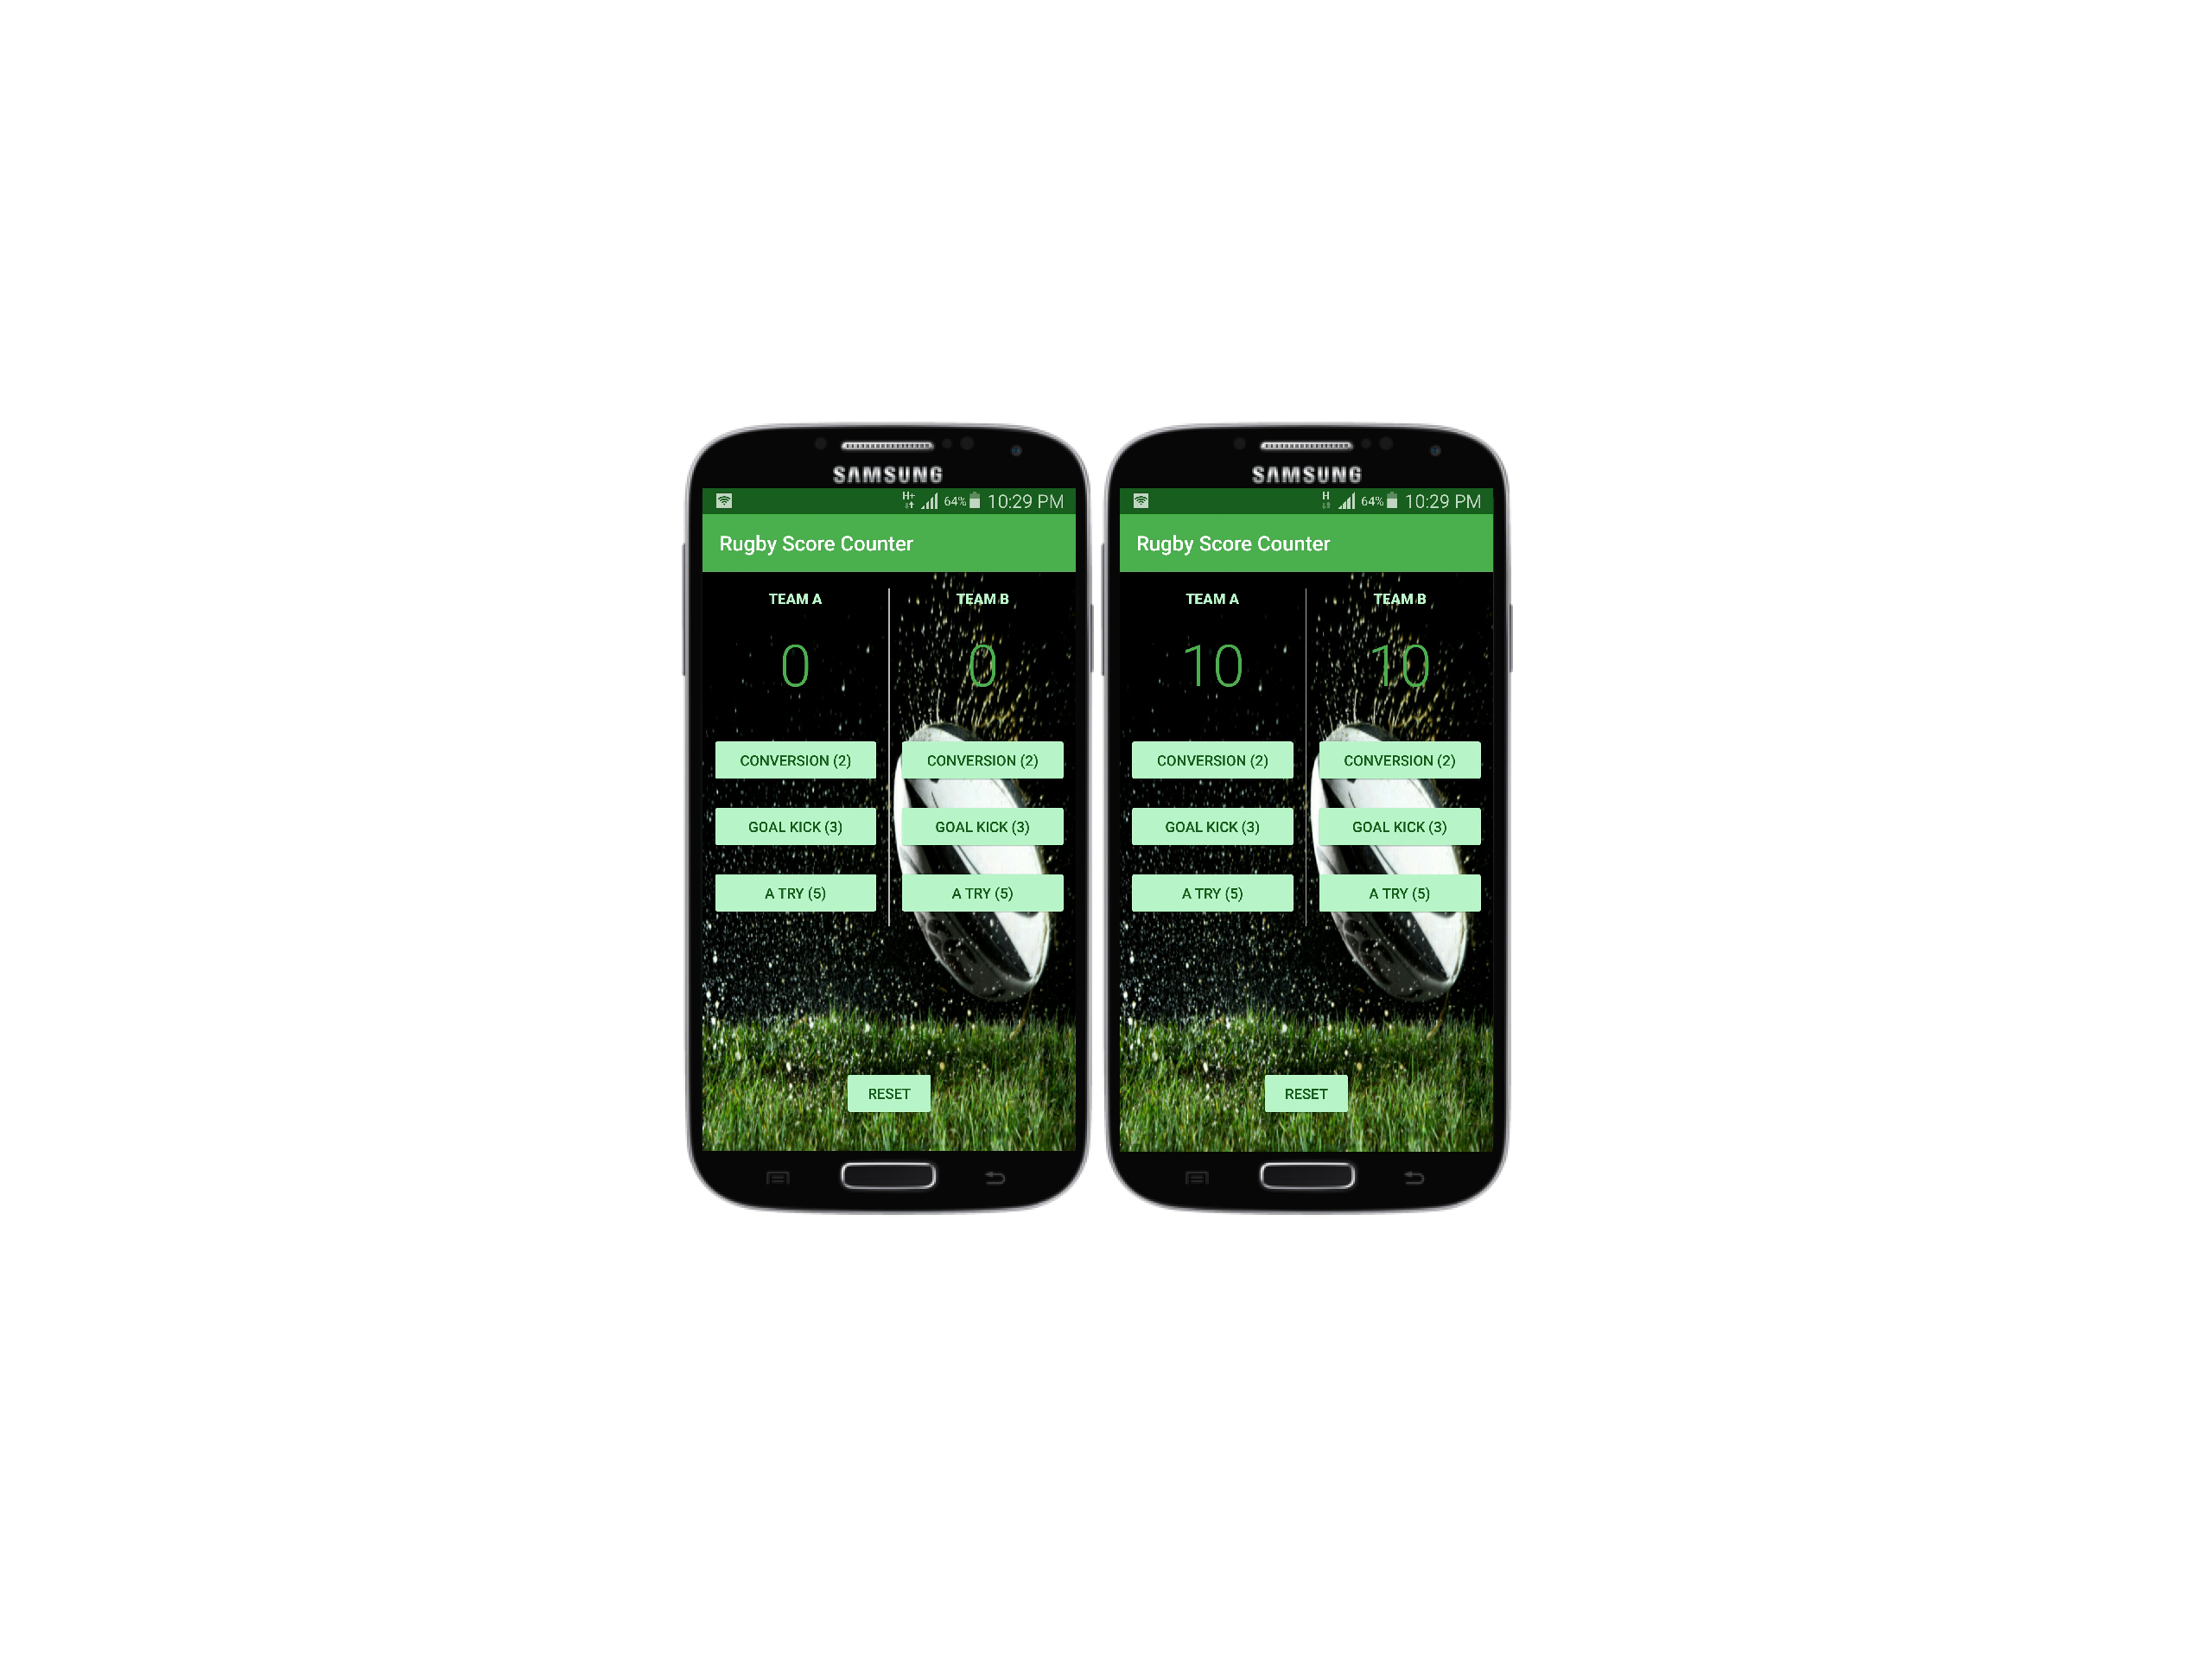 SAMSUNG
H+ 64% 10:29 PM
Rugby Score Counter
TEAM A TEAM B
0 0
CONVERSION (2) CONVERSION (2)
GOAL KICK (3) GOAL KICK (3)
A TRY (5) A TRY (5)
RESET
SAMSUNG
H 64% 10:29 PM
Rugby Score Counter
TEAM A TEAM B
10 10
CONVERSION (2) CONVERSION (2)
GOAL KICK (3) GOAL KICK (3)
A TRY (5) A TRY (5)
RESET